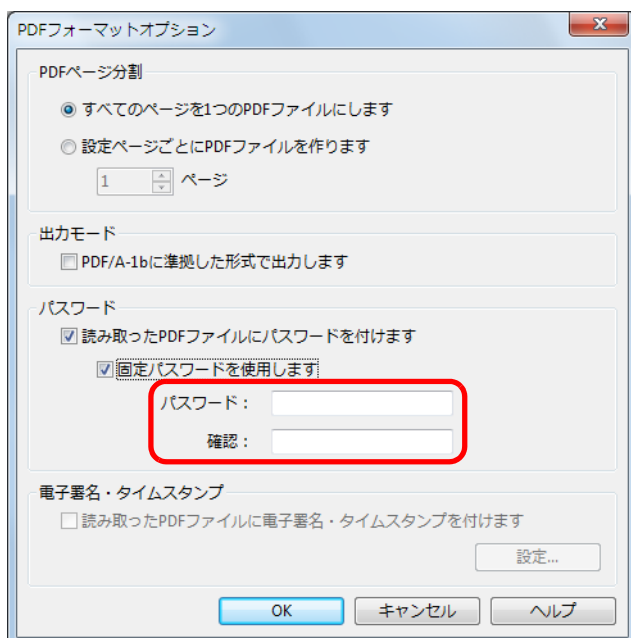 PDFフォーマットオプション
PDFページ分割
すべてのページを1つのPDFファイルにします
設定ページごとにPDFファイルを作ります
1 ページ
出力モード
PDF/A-1bに準拠した形式で出力します
パスワード
読み取ったPDFファイルにパスワードを付けます
固定パスワードを使用します
パスワード：
確認：
電子署名・タイムスタンプ
読み取ったPDFファイルに電子署名・タイムスタンプを付けます
設定...
OK キャンセル ヘルプ